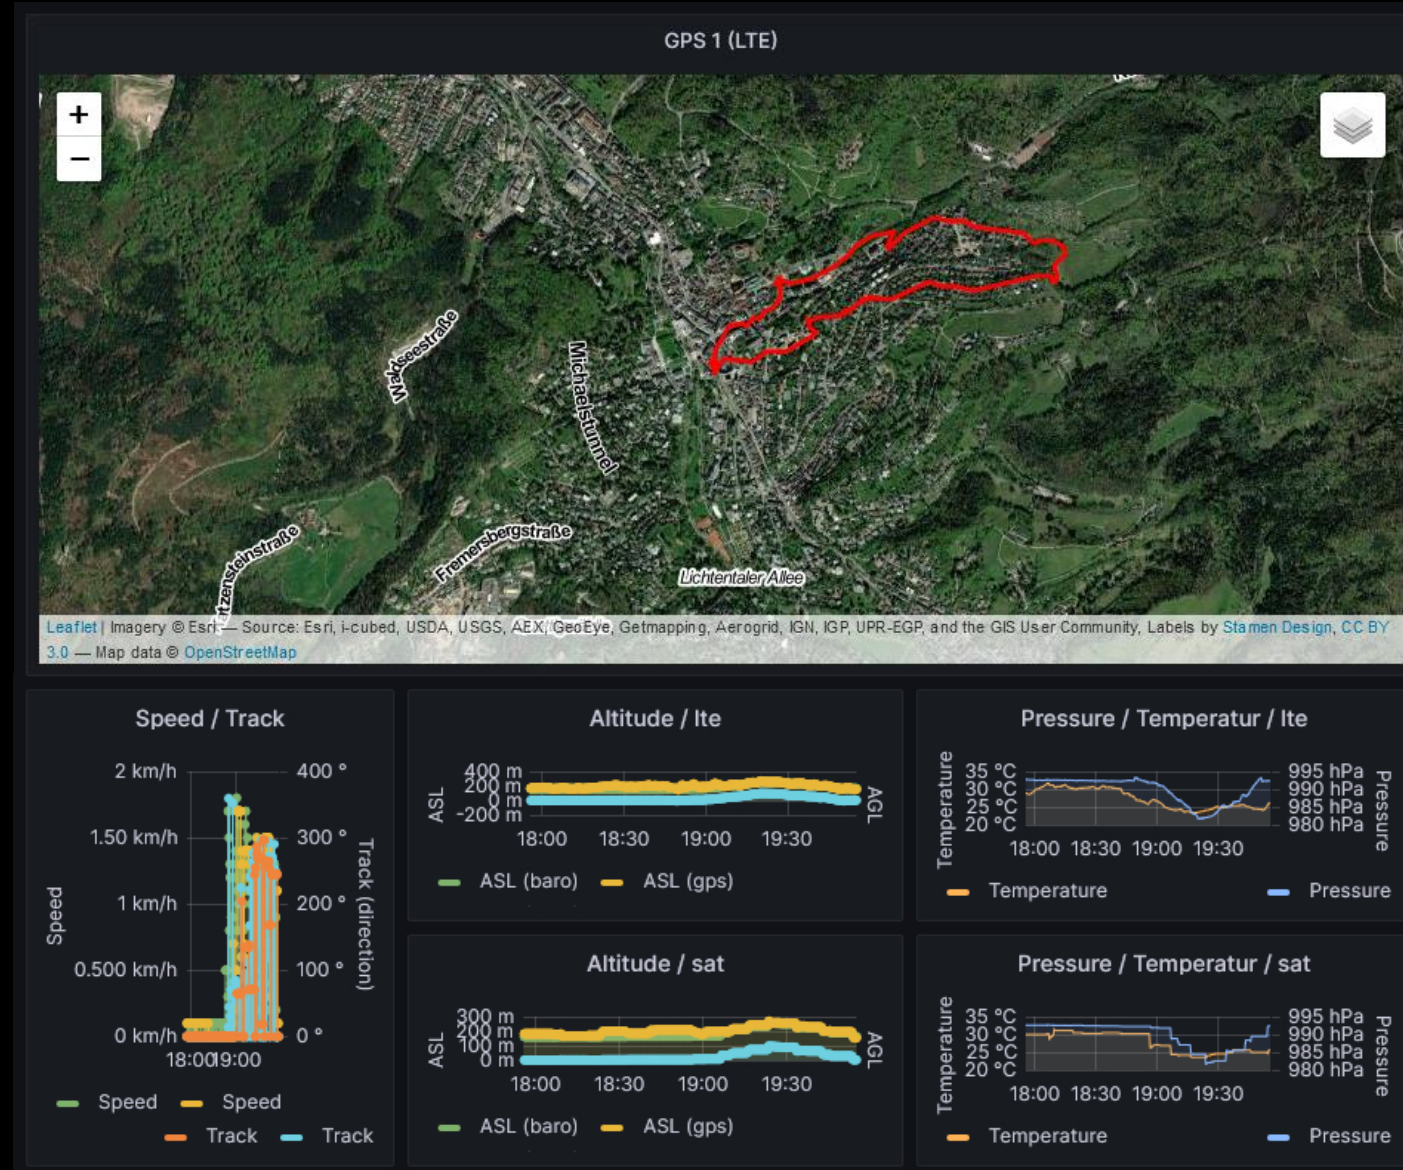 GPS 1 (LTE)
+
−
Waldseestraße
Michaelstunnel
Fremersbergstraße
Lichtentaler Allee
Leaflet | Imagery © Esri — Source: Esri, i-cubed, USDA, USGS, AEX, GeoEye, Getmapping, Aerogrid, IGN, IGP, UPR-EGP, and the GIS User Community, Labels by Stamen Design, CC BY
3.0 — Map data © OpenStreetMap
Speed / Track
2 km/h
1.50 km/h
1 km/h
0.500 km/h
0 km/h
Speed
400 °
300 °
200 °
100 °
0 °
Track (direction)
18:00
19:00
Speed
Speed
Track
Track
Altitude / lte
ASL
400 m
200 m
0 m
-200 m
AGL
18:00 18:30 19:00 19:30
ASL (baro) ASL (gps)
Pressure / Temperatur / lte
Temperature
35 °C
30 °C
25 °C
20 °C
995 hPa
990 hPa
985 hPa
980 hPa
Pressure
18:00 18:30 19:00 19:30
Temperature Pressure
Altitude / sat
ASL
300 m
200 m
100 m
0 m
AGL
18:00 18:30 19:00 19:30
ASL (baro) ASL (gps)
Pressure / Temperatur / sat
Temperature
35 °C
30 °C
25 °C
20 °C
995 hPa
990 hPa
985 hPa
980 hPa
Pressure
18:00 18:30 19:00 19:30
Temperature Pressure